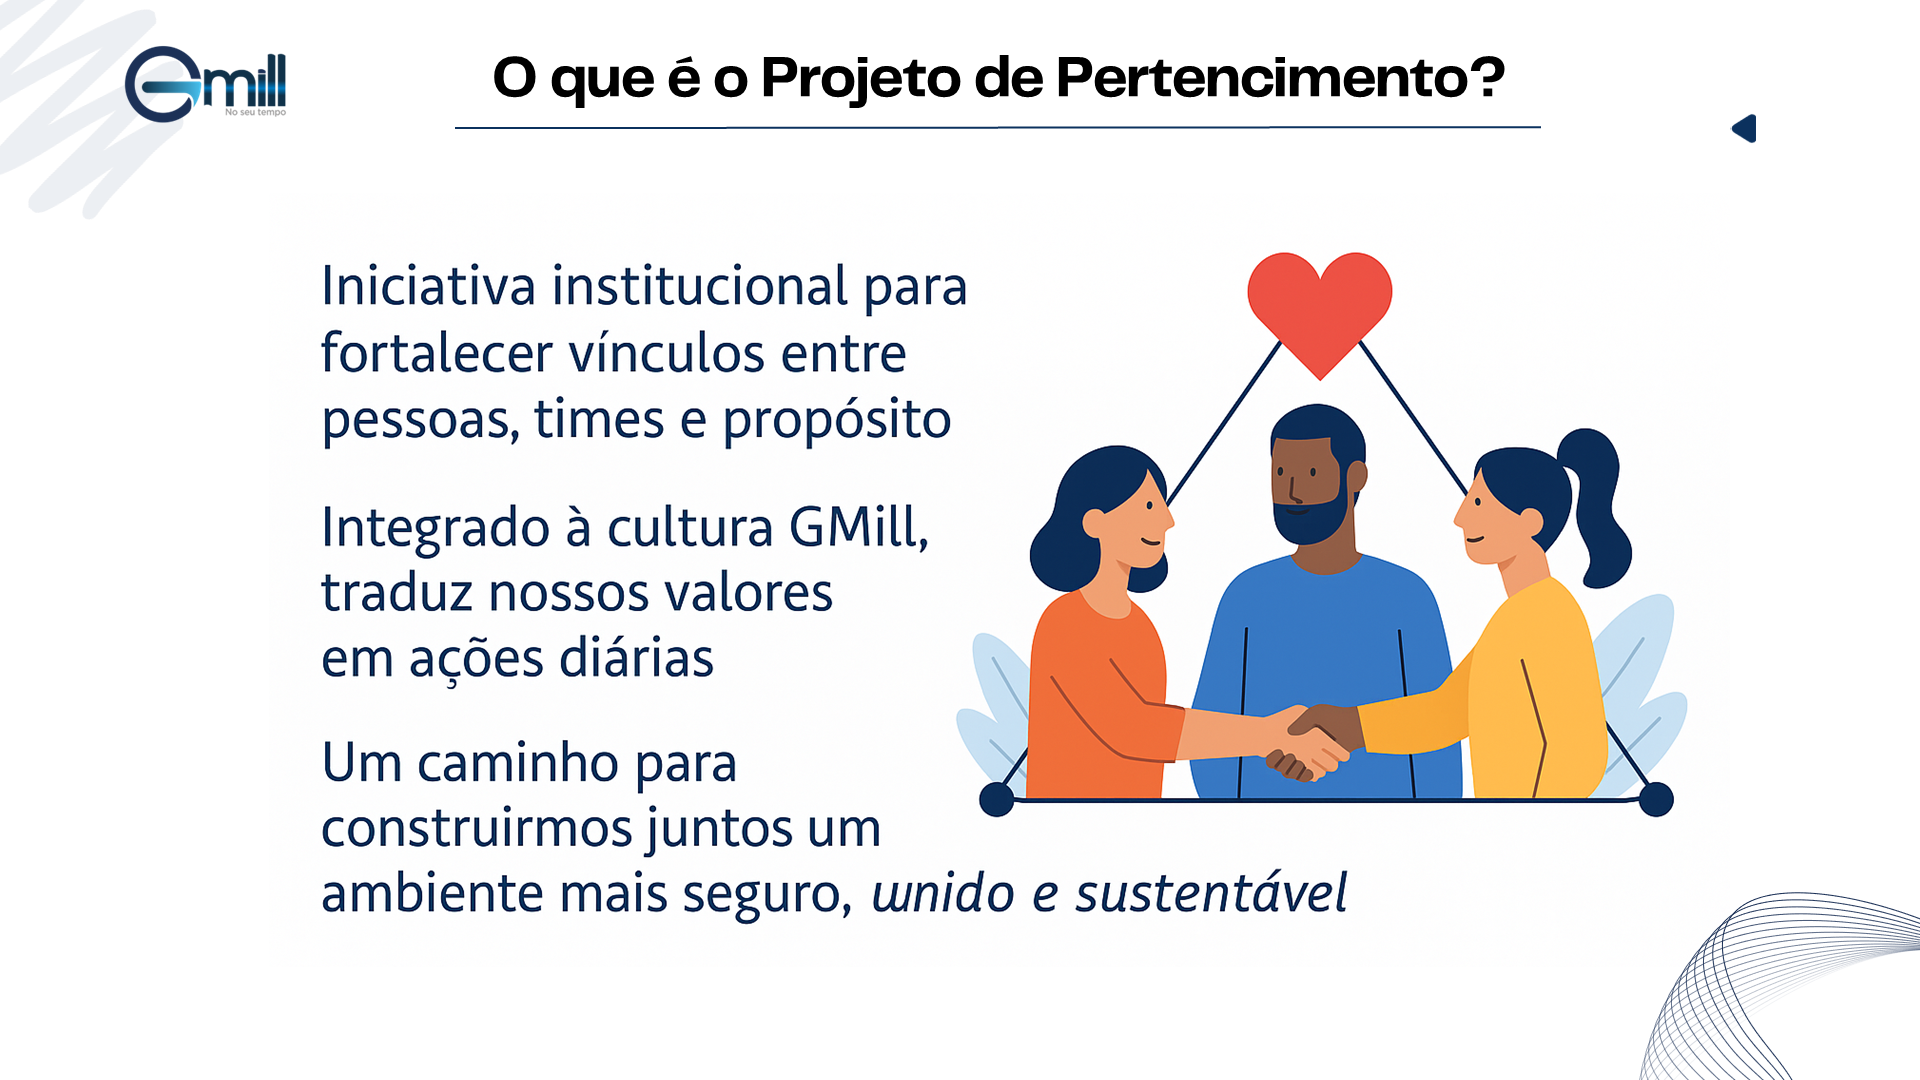 Gmill
No seu tempo
O que é o Projeto de Pertencimento?
Iniciativa institucional para
fortalecer vínculos entre
pessoas, times e propósito
Integrado à cultura GMill,
traduz nossos valores
em ações diárias
Um caminho para
construirmos juntos um
ambiente mais seguro, unido e sustentável